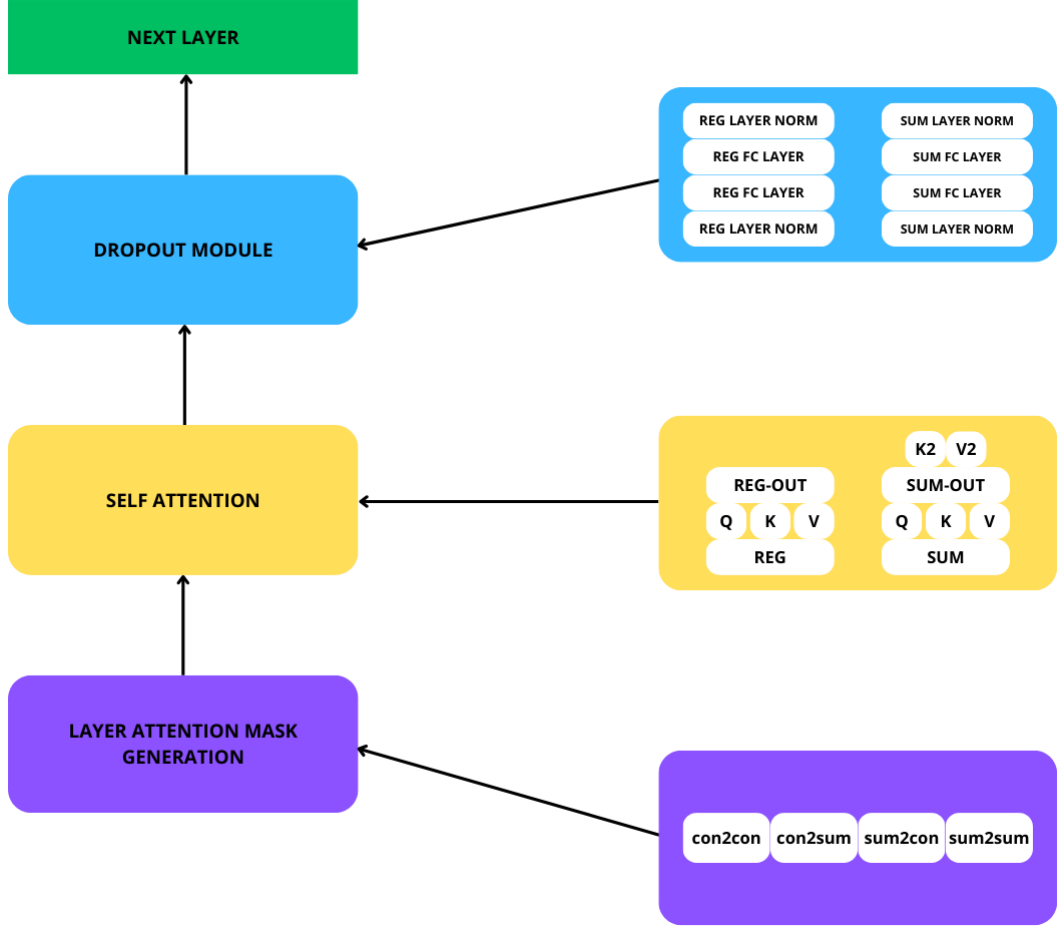 NEXT LAYER
DROPOUT MODULE
REG LAYER NORM
REG FC LAYER
REG FC LAYER
REG LAYER NORM
SUM LAYER NORM
SUM FC LAYER
SUM FC LAYER
SUM LAYER NORM
SELF ATTENTION
REG-OUT
Q K V
REG
K2 V2
SUM-OUT
Q K V
SUM
LAYER ATTENTION MASK
GENERATION
con2con con2sum sum2con sum2sum